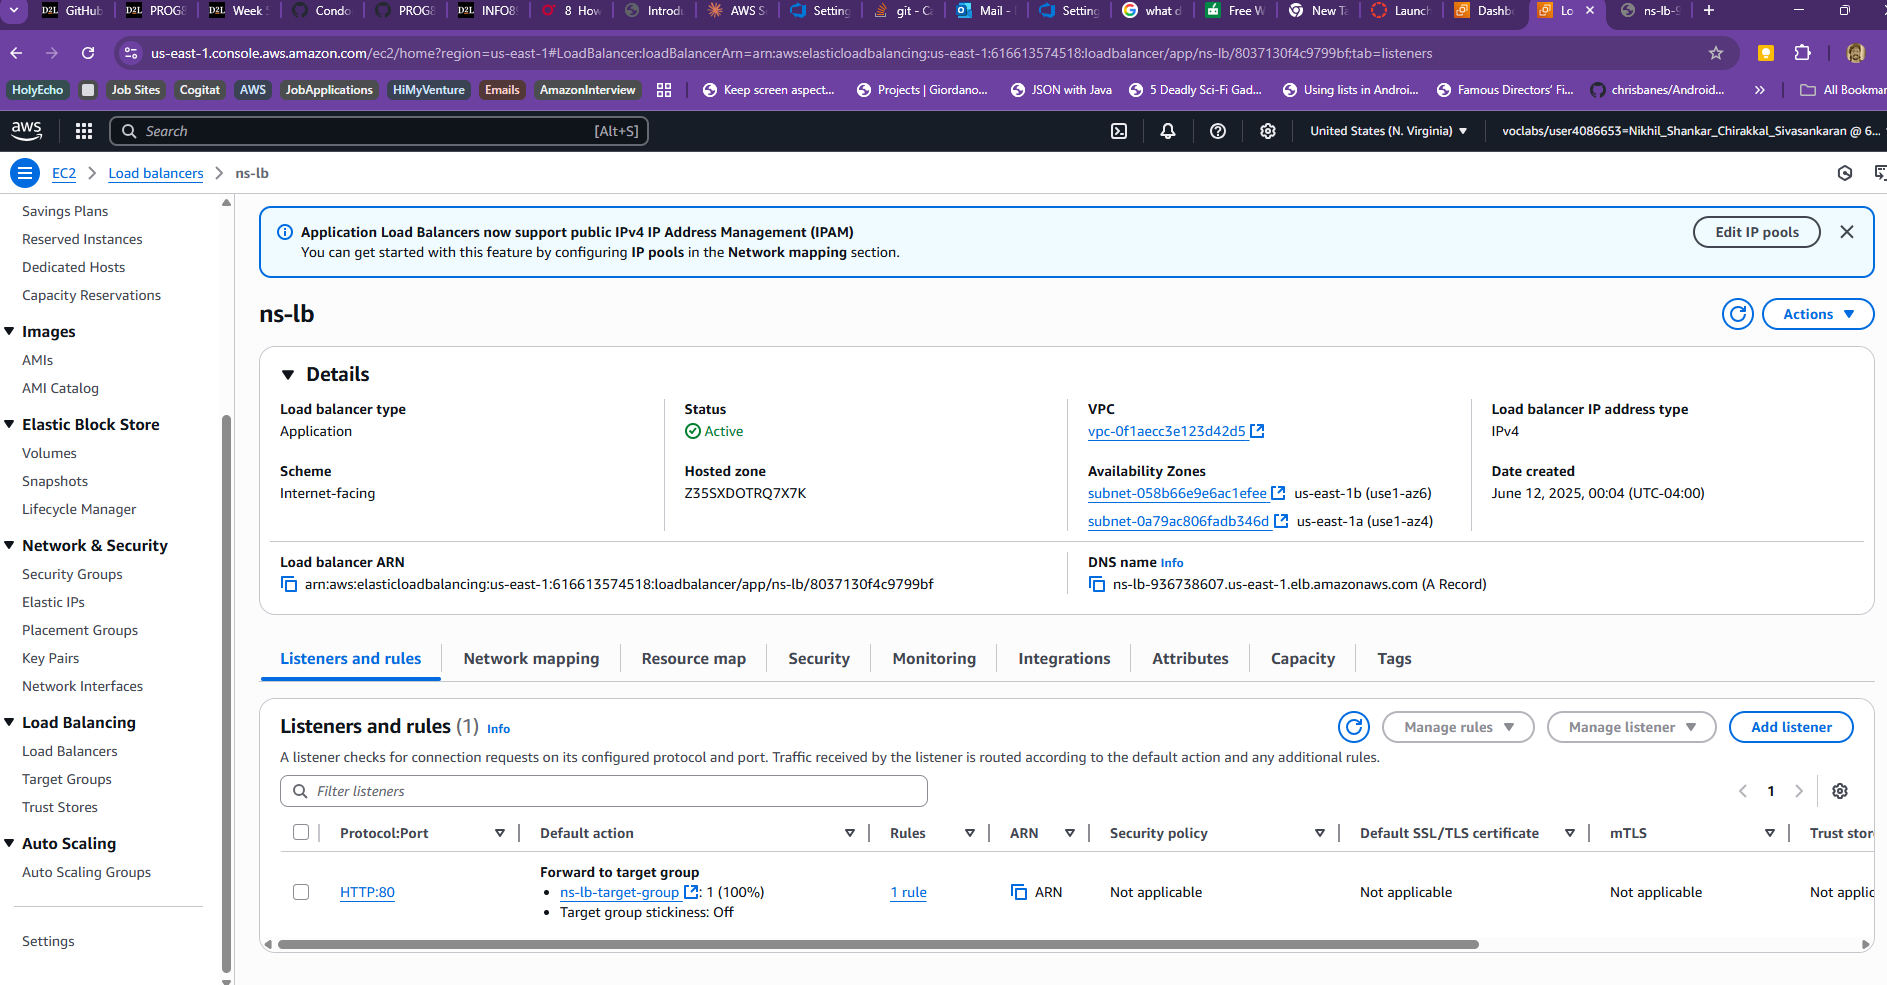 GitHub
PROG8
Week
Condo
PROG8
INFO8
8 How
Introdu
AWS S
Setting
git - C
Mail -
Setting
what d
Free W
New Ta
Launch
Dashb
Lo
ns-lb-9
us-east-1.console.aws.amazon.com/ec2/home?region=us-east-1#LoadBalancer:loadBalancerArn=arn:aws:elasticloadbalancing:us-east-1:616613574518:loadbalancer/app/ns-lb/8037130f4c9799bf;tab=listeners
HolyEcho Job Sites Cogitat AWS JobApplications HiMyVenture Emails AmazonInterview Keep screen aspect... Projects | Giordano... JSON with Java 5 Deadly Sci-Fi Gad... Using lists in Androi... Famous Directors' Fi... chrisbanes/Android... » All Bookmar
aws Search [Alt+S] United States (N. Virginia) voclabs/user4086653=Nikhil_Shankar_Chirakkal_Sivasankaran @ 6...
EC2 > Load balancers > ns-lb
Savings Plans
Reserved Instances
Dedicated Hosts
Capacity Reservations
Images
AMIs
AMI Catalog
Elastic Block Store
Volumes
Snapshots
Lifecycle Manager
Network & Security
Security Groups
Elastic IPs
Placement Groups
Key Pairs
Network Interfaces
Load Balancing
Load Balancers
Target Groups
Trust Stores
Auto Scaling
Auto Scaling Groups
Settings
Application Load Balancers now support public IPv4 IP Address Management (IPAM)
You can get started with this feature by configuring IP pools in the Network mapping section.
Edit IP pools
ns-lb
Actions
Details
Load balancer type
Application
Status
Active
VPC
vpc-0f1aecc3e123d42d5
Load balancer IP address type
IPv4
Scheme
Internet-facing
Hosted zone
Z35SXDOTRQ7X7K
Availability Zones
subnet-058b66e9e6ac1efee us-east-1b (use1-az6)
subnet-0a79ac806fadb346d us-east-1a (use1-az4)
Date created
June 12, 2025, 00:04 (UTC-04:00)
Load balancer ARN
arn:aws:elasticloadbalancing:us-east-1:616613574518:loadbalancer/app/ns-lb/8037130f4c9799bf
DNS name Info
ns-lb-936738607.us-east-1.elb.amazonaws.com (A Record)
Listeners and rules Network mapping Resource map Security Monitoring Integrations Attributes Capacity Tags
Listeners and rules (1) Info
Manage rules Manage listener Add listener
A listener checks for connection requests on its configured protocol and port. Traffic received by the listener is routed according to the default action and any additional rules.
Filter listeners
1
Protocol:Port Default action Rules ARN Security policy Default SSL/TLS certificate mTLS Trust stor
HTTP:80
Forward to target group
• ns-lb-target-group : 1 (100%)
• Target group stickiness: Off
1 rule ARN Not applicable Not applicable Not applicable Not applic